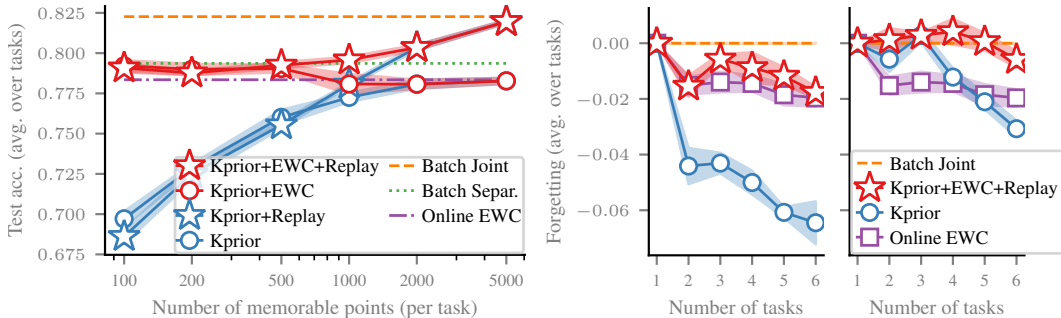 0.825
0.800
0.775
0.750
0.725
0.700
0.675
Test acc. (avg. over tasks)
100
200
500
1000
2000
5000
Number of memorable points (per task)
Kprior+EWC+Replay
Kprior+EWC
Kprior+Replay
Kprior
Batch Joint
Batch Separ.
Online EWC
0.00
−0.02
−0.04
−0.06
Forgetting (avg. over tasks)
1 2 3 4 5 6
Number of tasks
Batch Joint
Kprior+EWC+Replay
Kprior
Online EWC
1 2 3 4 5 6
Number of tasks